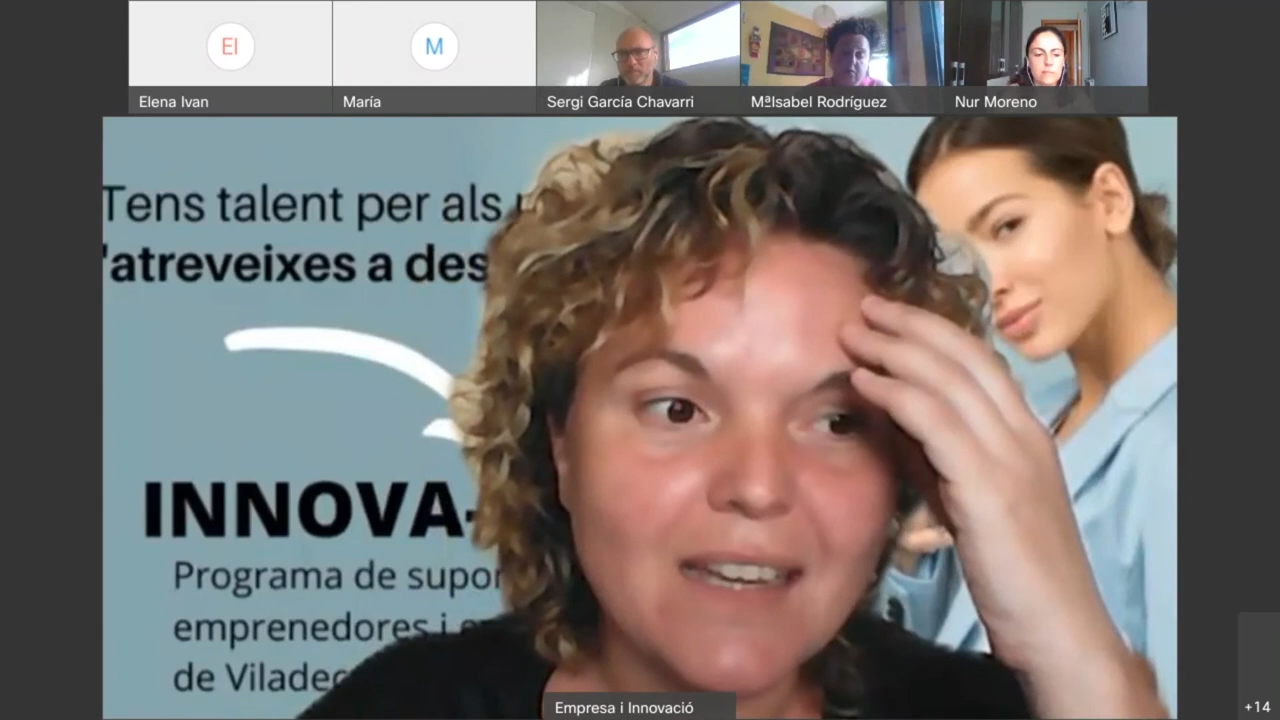 EI
M
Elena Ivan
María
Sergi García Chavarri
MªIsabel Rodríguez
Nur Moreno
Tens talent per als
'atreveixes a des
INNOVA-
Programa de supor
emprenedores i e
de Viladec
Empresa i Innovació
+14